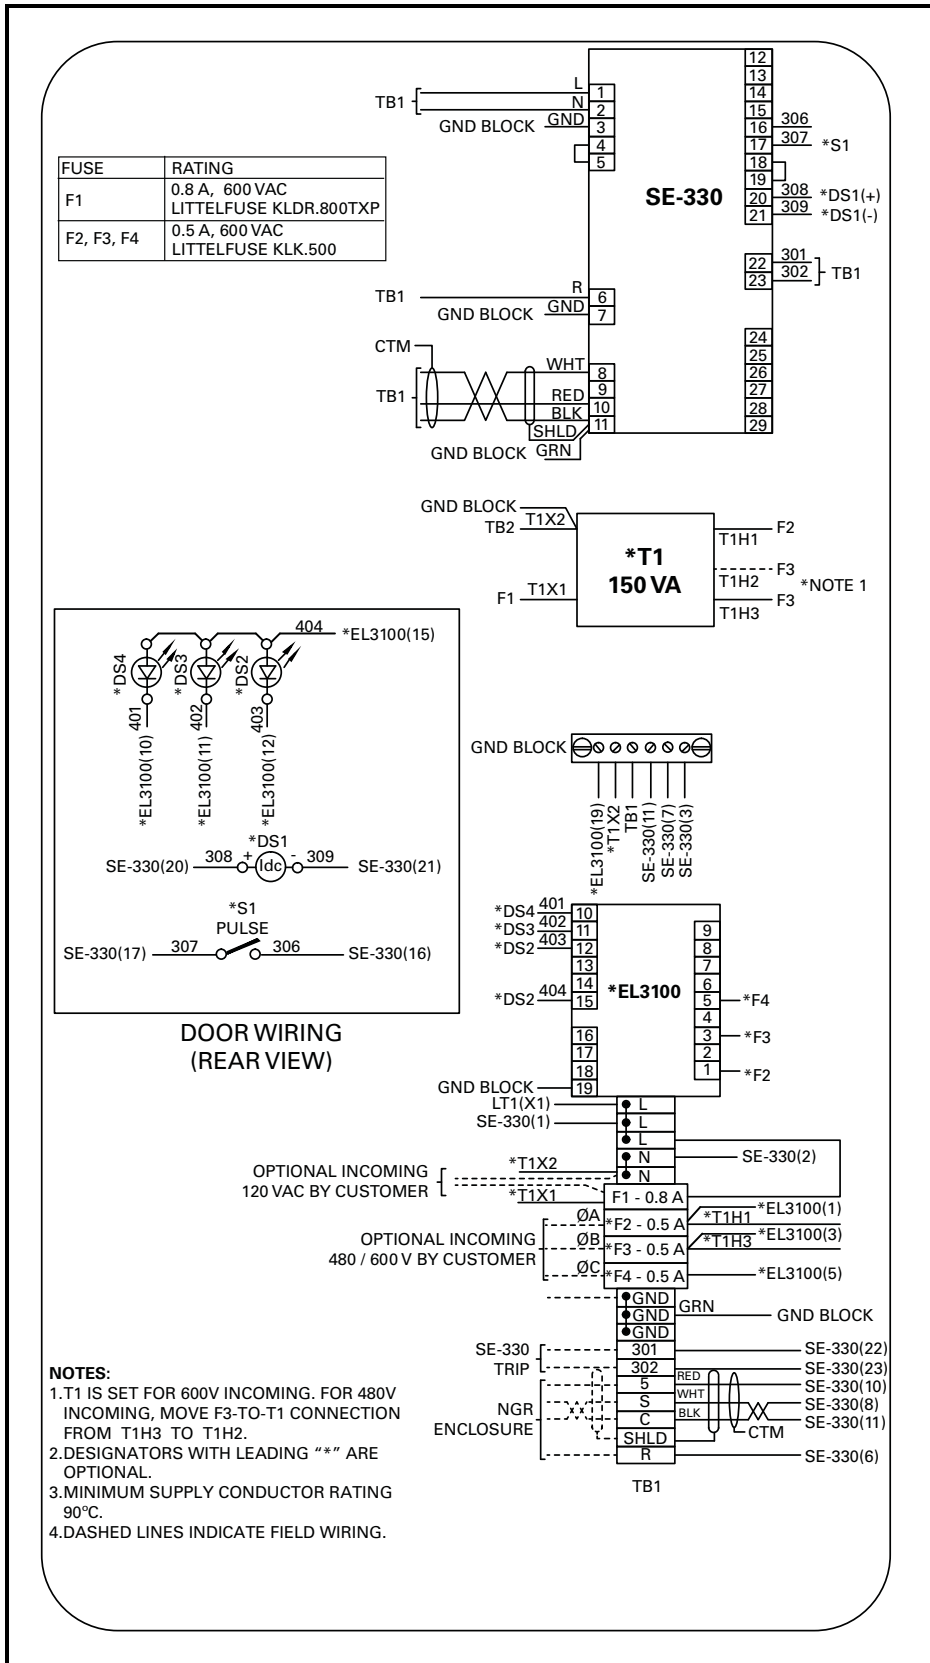 12
13
14
15
16 306
17 307 *S1
18
19
20 308 *DS1(+)
21 309 *DS1(-)
22 301
23 302 TB1
24
25
26
27
28
29
SE-330
TB1 L 1
N 2
GND BLOCK GND 3
4
5
TB1 R 6
GND BLOCK GND 7
CTM
TB1
WHT 8
9
RED 10
BLK 11
SHLD
GND BLOCK GRN
FUSE RATING
F1 0.8 A, 600 VAC
LITTELFUSE KLDR.800TXP
F2, F3, F4 0.5 A, 600 VAC
LITTELFUSE KLK.500
GND BLOCK
TB2 T1X2
F1 T1X1
*T1
150 VA
T1H1 F2
T1H2 F3 *NOTE 1
T1H3 F3
404 *EL3100(15)
*DS4 *DS3 *DS2
401 402 403
*EL3100(10) *EL3100(11) *EL3100(12)
*DS1
SE-330(20) 308 + Idc - 309 SE-330(21)
*S1
PULSE
SE-330(17) 307 306 SE-330(16)
DOOR WIRING
(REAR VIEW)
GND BLOCK
*EL3100(19)
*T1X2
TB1
SE-330(11)
SE-330(7)
SE-330(3)
*DS4 401 10
*DS3 402 11
*DS2 403 12
13
14
*DS2 404 15
16
17
18
GND BLOCK 19
*EL3100
9
8
7
6
5 *F4
4
3 *F3
2
1 *F2
LT1(X1) L
SE-330(1) L
L
N SE-330(2)
*T1X2 N
OPTIONAL INCOMING
120 VAC BY CUSTOMER
*T1X1 F1 - 0.8 A
ØA *F2 - 0.5 A *T1H1 *EL3100(1)
OPTIONAL INCOMING
480 / 600 V BY CUSTOMER
ØB *F3 - 0.5 A *T1H3 *EL3100(3)
ØC *F4 - 0.5 A *EL3100(5)
GND
GND GRN GND BLOCK
GND
SE-330
TRIP
301 SE-330(22)
302 SE-330(23)
NGR
ENCLOSURE
5 RED SE-330(10)
S WHT SE-330(8)
C BLK SE-330(11)
SHLD CTM
R SE-330(6)
TB1
NOTES:
1.T1 IS SET FOR 600V INCOMING. FOR 480V
INCOMING, MOVE F3-TO-T1 CONNECTION
FROM T1H3 TO T1H2.
2.DESIGNATORS WITH LEADING “*” ARE
OPTIONAL.
3.MINIMUM SUPPLY CONDUCTOR RATING
90°C.
4.DASHED LINES INDICATE FIELD WIRING.